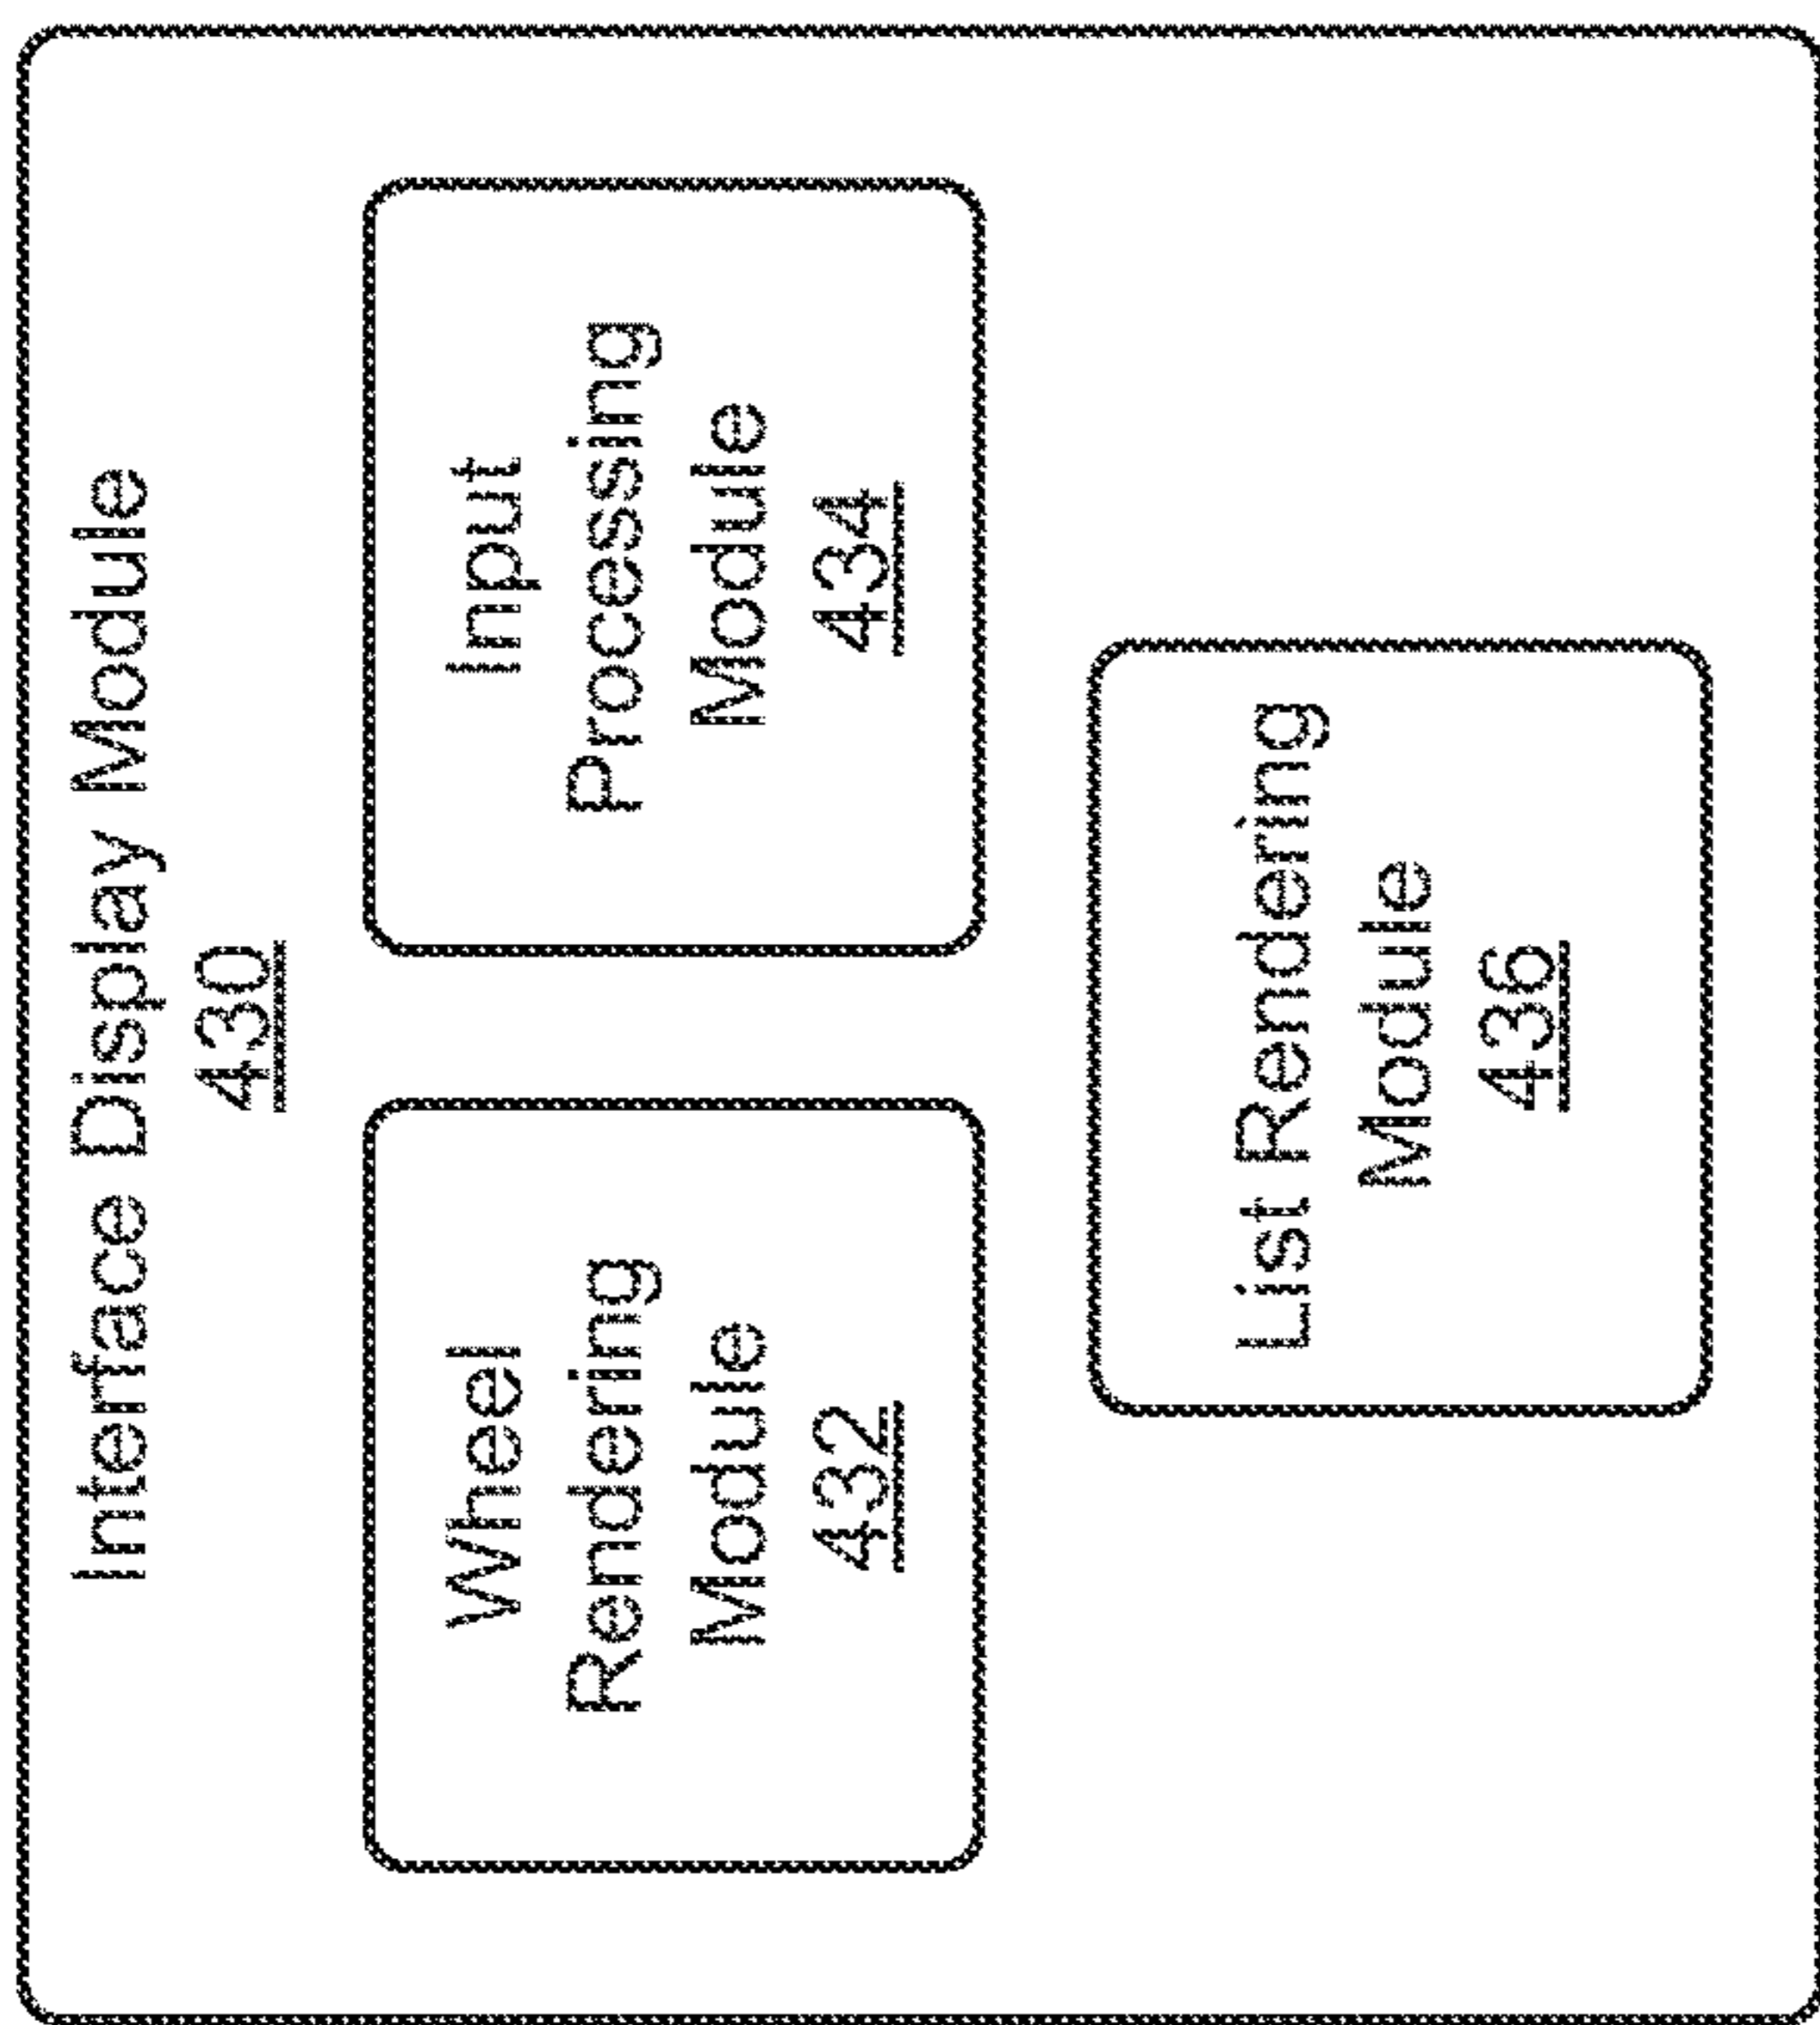 Interface Display Module
430
Wheel
Rendering
Module
432
Input
Processing
Module
434
List Rendering
Module
436